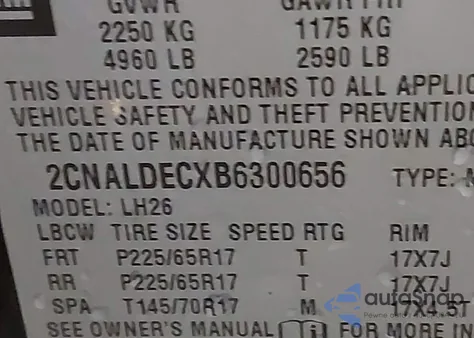 GVWR GAWR FRT
2250 KG 1175 KG
4960 LB 2590 LB
THIS VEHICLE CONFORMS TO ALL APPLIC
VEHICLE SAFETY AND THEFT PREVENTION
THE DATE OF MANUFACTURE SHOWN ABO
2CNALDECXB6300656 TYPE:
MODEL: LH26
LBCW TIRE SIZE SPEED RTG RIM
FRT P225/65R17 T 17X7J
RR P225/65R17 T 17X7J
SPA T145/70R17 M 17X4.5T
SEE OWNER'S MANUAL i FOR MORE IN
autoSnap